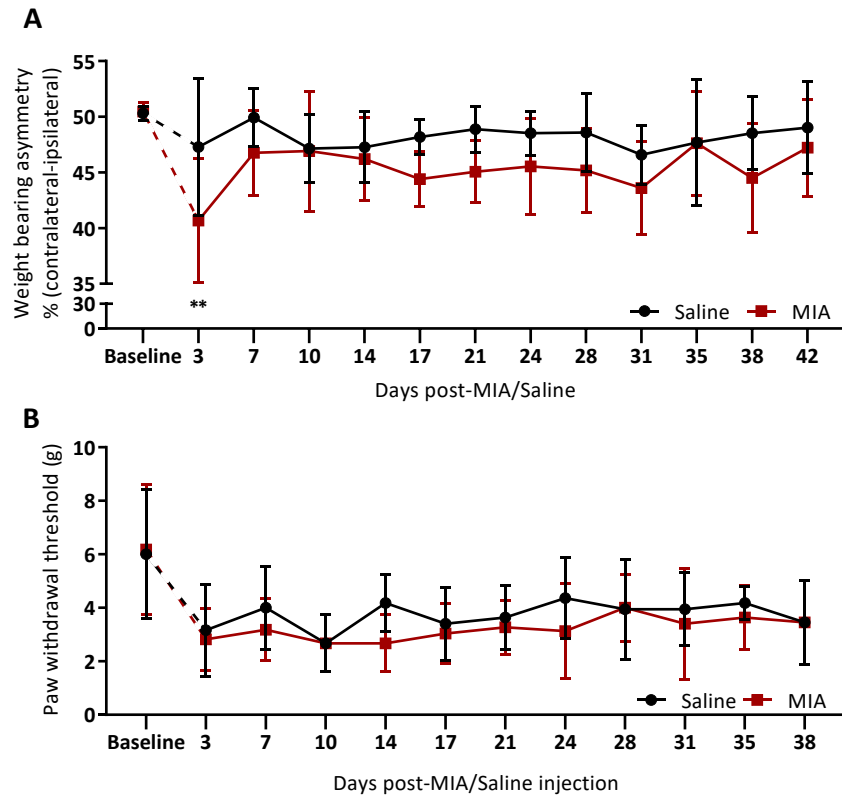 A
Weight bearing asymmetry
% (contralateral-ipsilateral)
55
50
45
40
35
30
0
**
Saline
MIA
Baseline 3 7 10 14 17 21 24 28 31 35 38 42
Days post-MIA/Saline
B
Paw withdrawal threshold (g)
10
8
6
4
2
0
Saline
MIA
Baseline 3 7 10 14 17 21 24 28 31 35 38
Days post-MIA/Saline injection